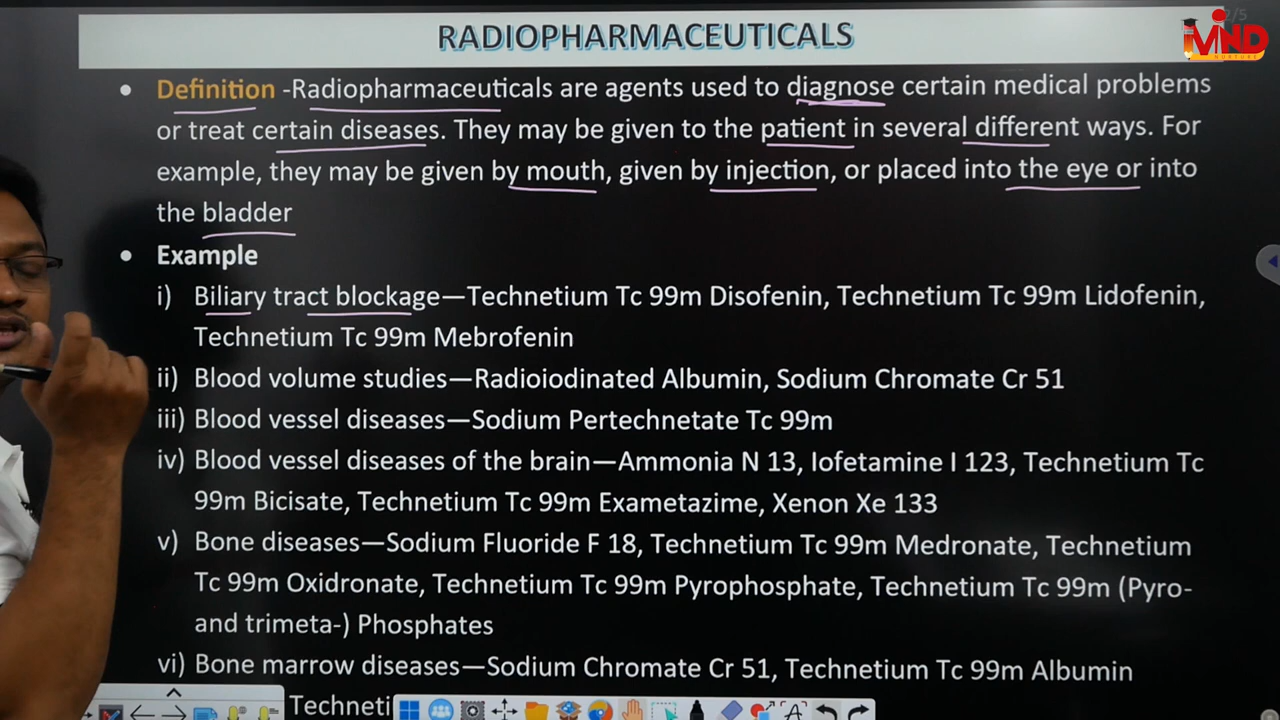 RADIOPHARMACEUTICALS
2/5
MIND
NURTURE
• Definition -Radiopharmaceuticals are agents used to diagnose certain medical problems
or treat certain diseases. They may be given to the patient in several different ways. For
example, they may be given by mouth, given by injection, or placed into the eye or into
the bladder
• Example
i) Biliary tract blockage—Technetium Tc 99m Disofenin, Technetium Tc 99m Lidofenin,
Technetium Tc 99m Mebrofenin
ii) Blood volume studies—Radioiodinated Albumin, Sodium Chromate Cr 51
iii) Blood vessel diseases—Sodium Pertechnetate Tc 99m
iv) Blood vessel diseases of the brain—Ammonia N 13, Iofetamine I 123, Technetium Tc
99m Bicisate, Technetium Tc 99m Exametazime, Xenon Xe 133
v) Bone diseases—Sodium Fluoride F 18, Technetium Tc 99m Medronate, Technetium
Tc 99m Oxidronate, Technetium Tc 99m Pyrophosphate, Technetium Tc 99m (Pyro-
and trimeta-) Phosphates
vi) Bone marrow diseases—Sodium Chromate Cr 51, Technetium Tc 99m Albumin
Techneti